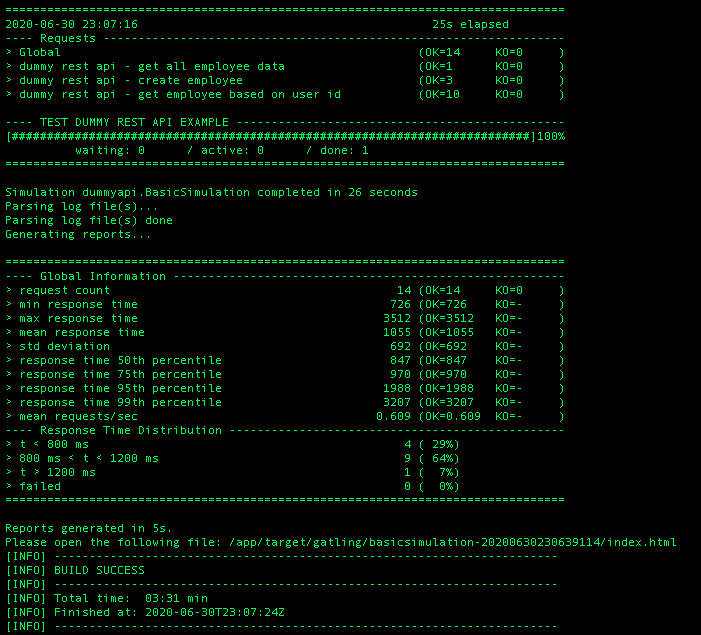 ================================================================================
2020-06-30 23:07:16                                          25s elapsed
---- Requests ------------------------------------------------------------------
> Global                                                   (OK=14     KO=0     )
> dummy rest api - get all employee data                   (OK=1      KO=0     )
> dummy rest api - create employee                         (OK=3      KO=0     )
> dummy rest api - get employee based on user id           (OK=10     KO=0     )

---- TEST DUMMY REST API EXAMPLE -----------------------------------------------
[##########################################################################]100%
          waiting: 0      / active: 0      / done: 1
================================================================================

Simulation dummyapi.BasicSimulation completed in 26 seconds
Parsing log file(s)...
Parsing log file(s) done
Generating reports...

================================================================================
---- Global Information --------------------------------------------------------
> request count                                         14 (OK=14     KO=0     )
> min response time                                    726 (OK=726    KO=-     )
> max response time                                   3512 (OK=3512   KO=-     )
> mean response time                                  1055 (OK=1055   KO=-     )
> std deviation                                        692 (OK=692    KO=-     )
> response time 50th percentile                        847 (OK=847    KO=-     )
> response time 75th percentile                        970 (OK=970    KO=-     )
> response time 95th percentile                       1988 (OK=1988   KO=-     )
> response time 99th percentile                       3207 (OK=3207   KO=-     )
> mean requests/sec                                  0.609 (OK=0.609  KO=-     )
---- Response Time Distribution ------------------------------------------------
> t < 800 ms                                             4 ( 29%)
> 800 ms < t < 1200 ms                                   9 ( 64%)
> t > 1200 ms                                            1 (  7%)
> failed                                                 0 (  0%)
================================================================================

Reports generated in 5s.
Please open the following file: /app/target/gatling/basicsimulation-20200630230639114/index.html
[INFO] ------------------------------------------------------------------------
[INFO] BUILD SUCCESS
[INFO] ------------------------------------------------------------------------
[INFO] Total time:  03:31 min
[INFO] Finished at: 2020-06-30T23:07:24Z
[INFO] ------------------------------------------------------------------------